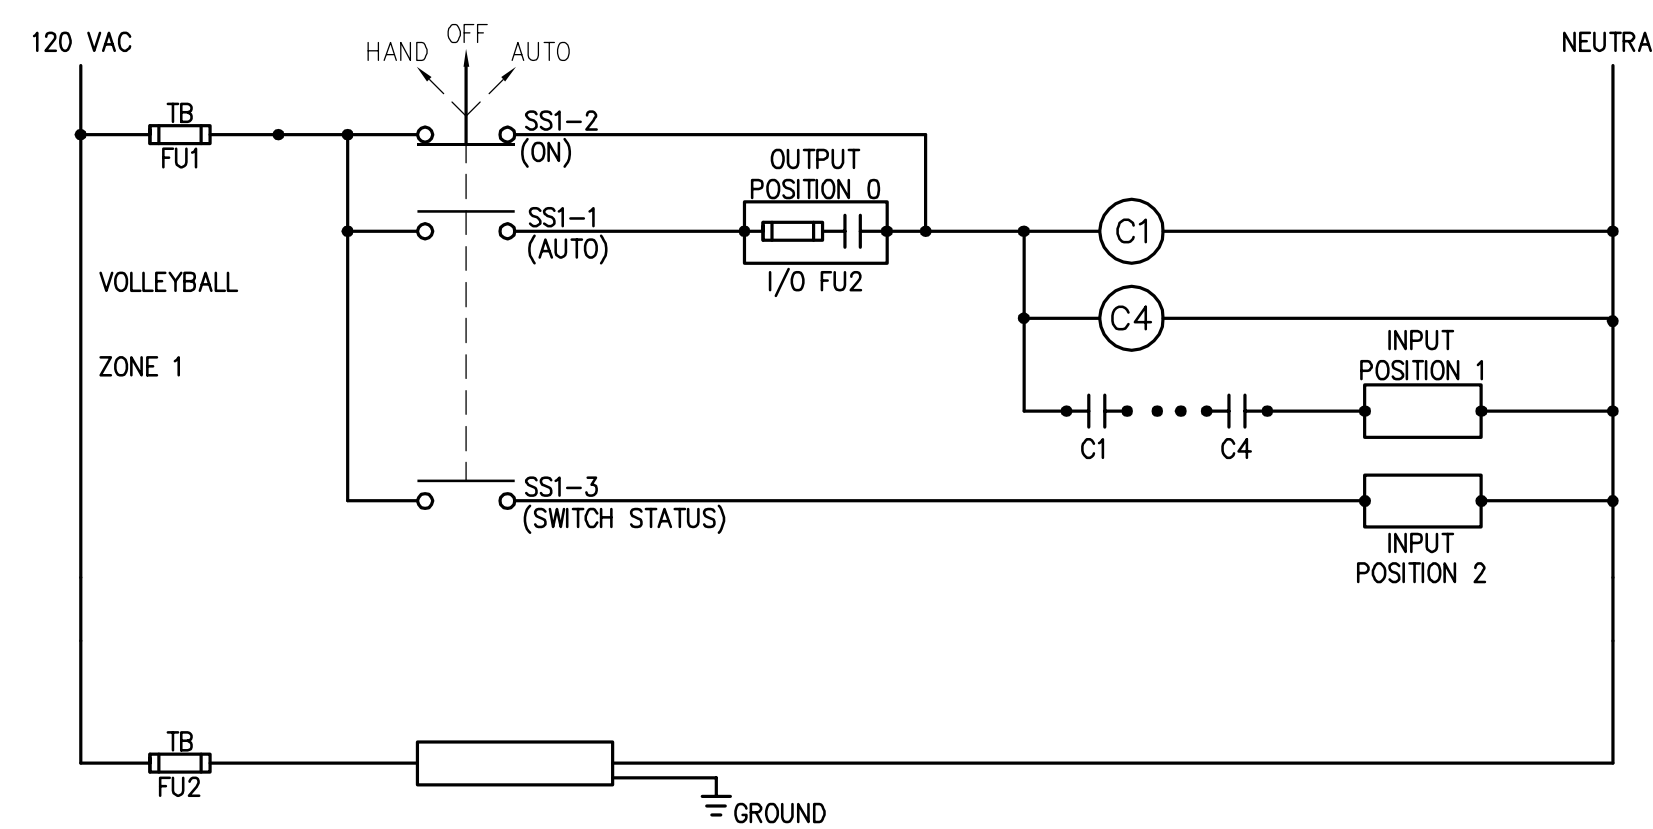 120 VAC
HAND
OFF
AUTO
NEUTRA
TB
FU1
SS1-2
(ON)
OUTPUT
POSITION 0
SS1-1
(AUTO)
I/O FU2
C1
VOLLEYBALL
ZONE 1
C4
INPUT
POSITION 1
C1
C4
SS1-3
(SWITCH STATUS)
INPUT
POSITION 2
TB
FU2
GROUND